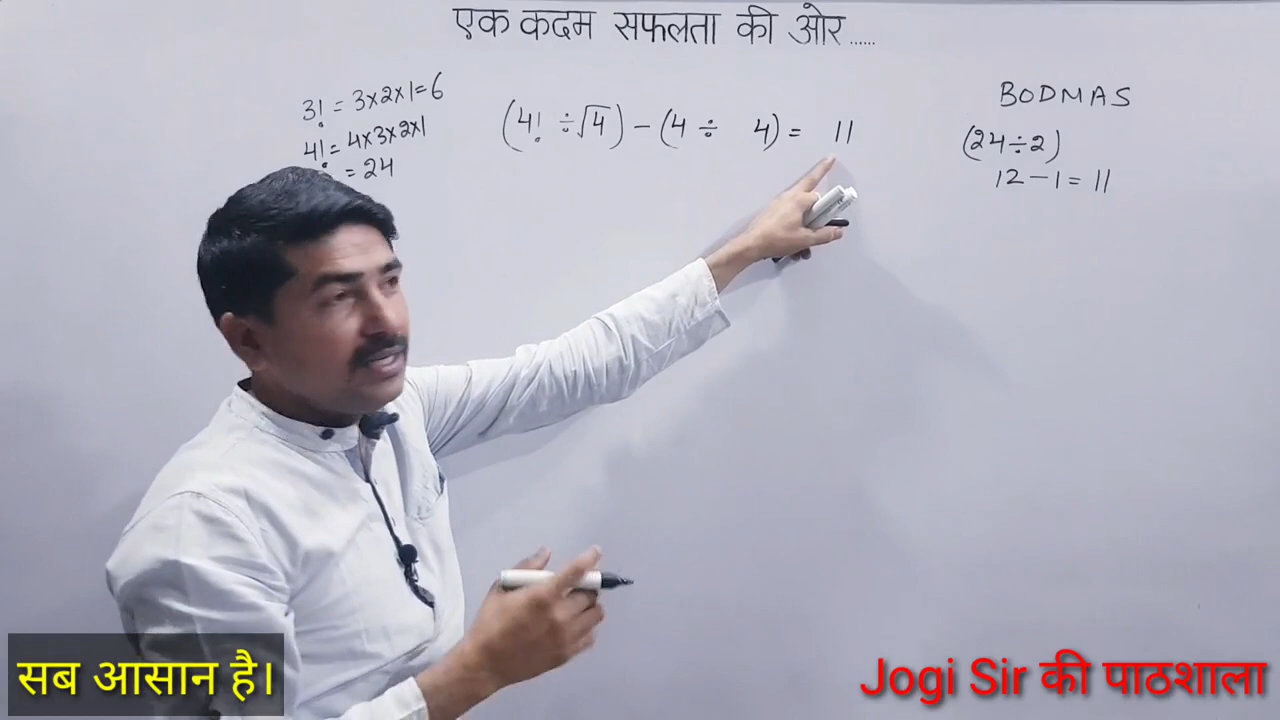 एक कदम सफलता की ओर......
3! = 3x2x1=6
4! = 4x3x2x1
= 24
(4! ÷ √4) – (4 ÷ 4) = 11
BODMAS
(24÷2)
12 – 1 = 11
सब आसान है।
Jogi Sir की पाठशाला